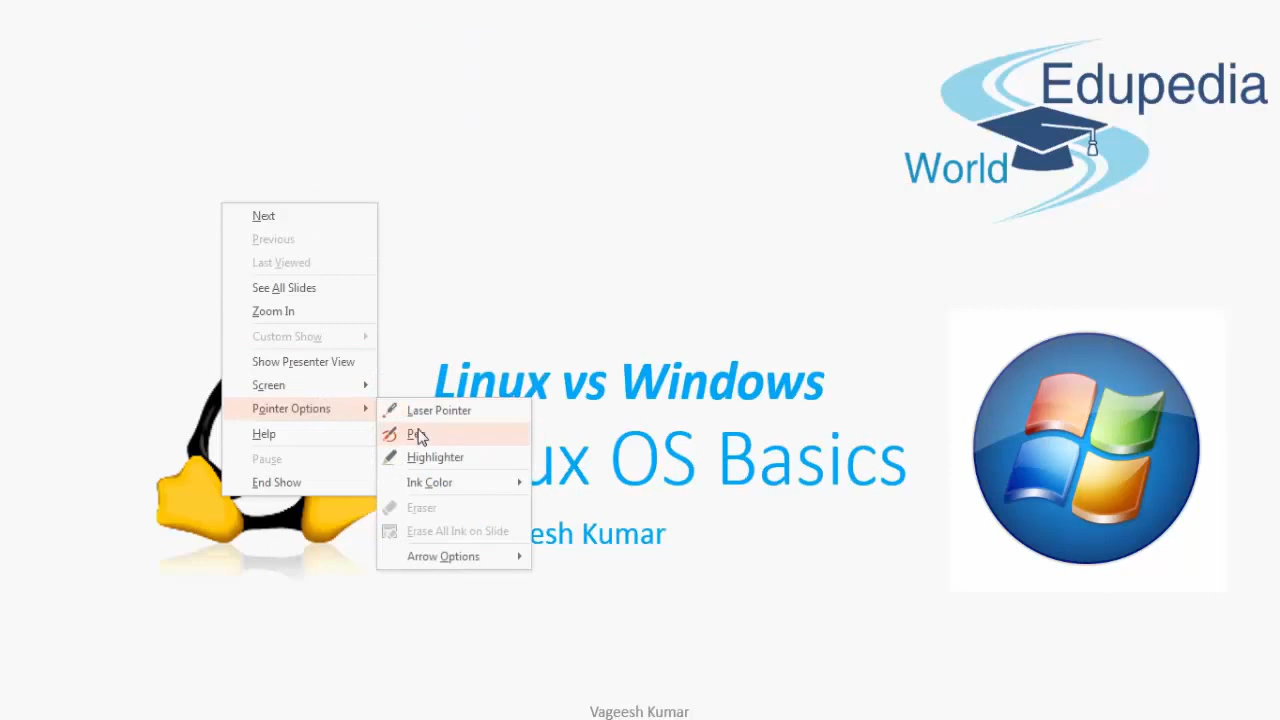 Edupedia
World
Next
Previous
Last Viewed
See All Slides
Zoom In
Custom Show
Show Presenter View
Screen
Pointer Options
Help
Pause
End Show
Laser Pointer
Highlighter
Ink Color
Eraser
Erase All Ink on Slide
Arrow Options
Linux vs Windows
OS Basics
Kumar
Vageesh Kumar